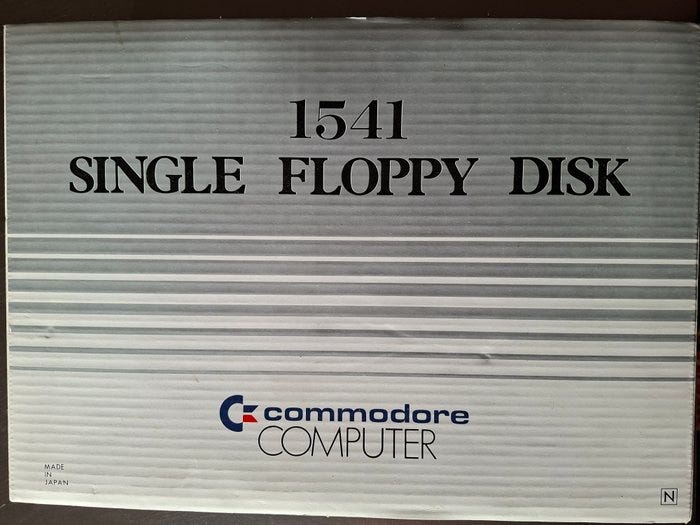 1541
SINGLE FLOPPY DISK
commodore
COMPUTER
MADE
IN
JAPAN
N